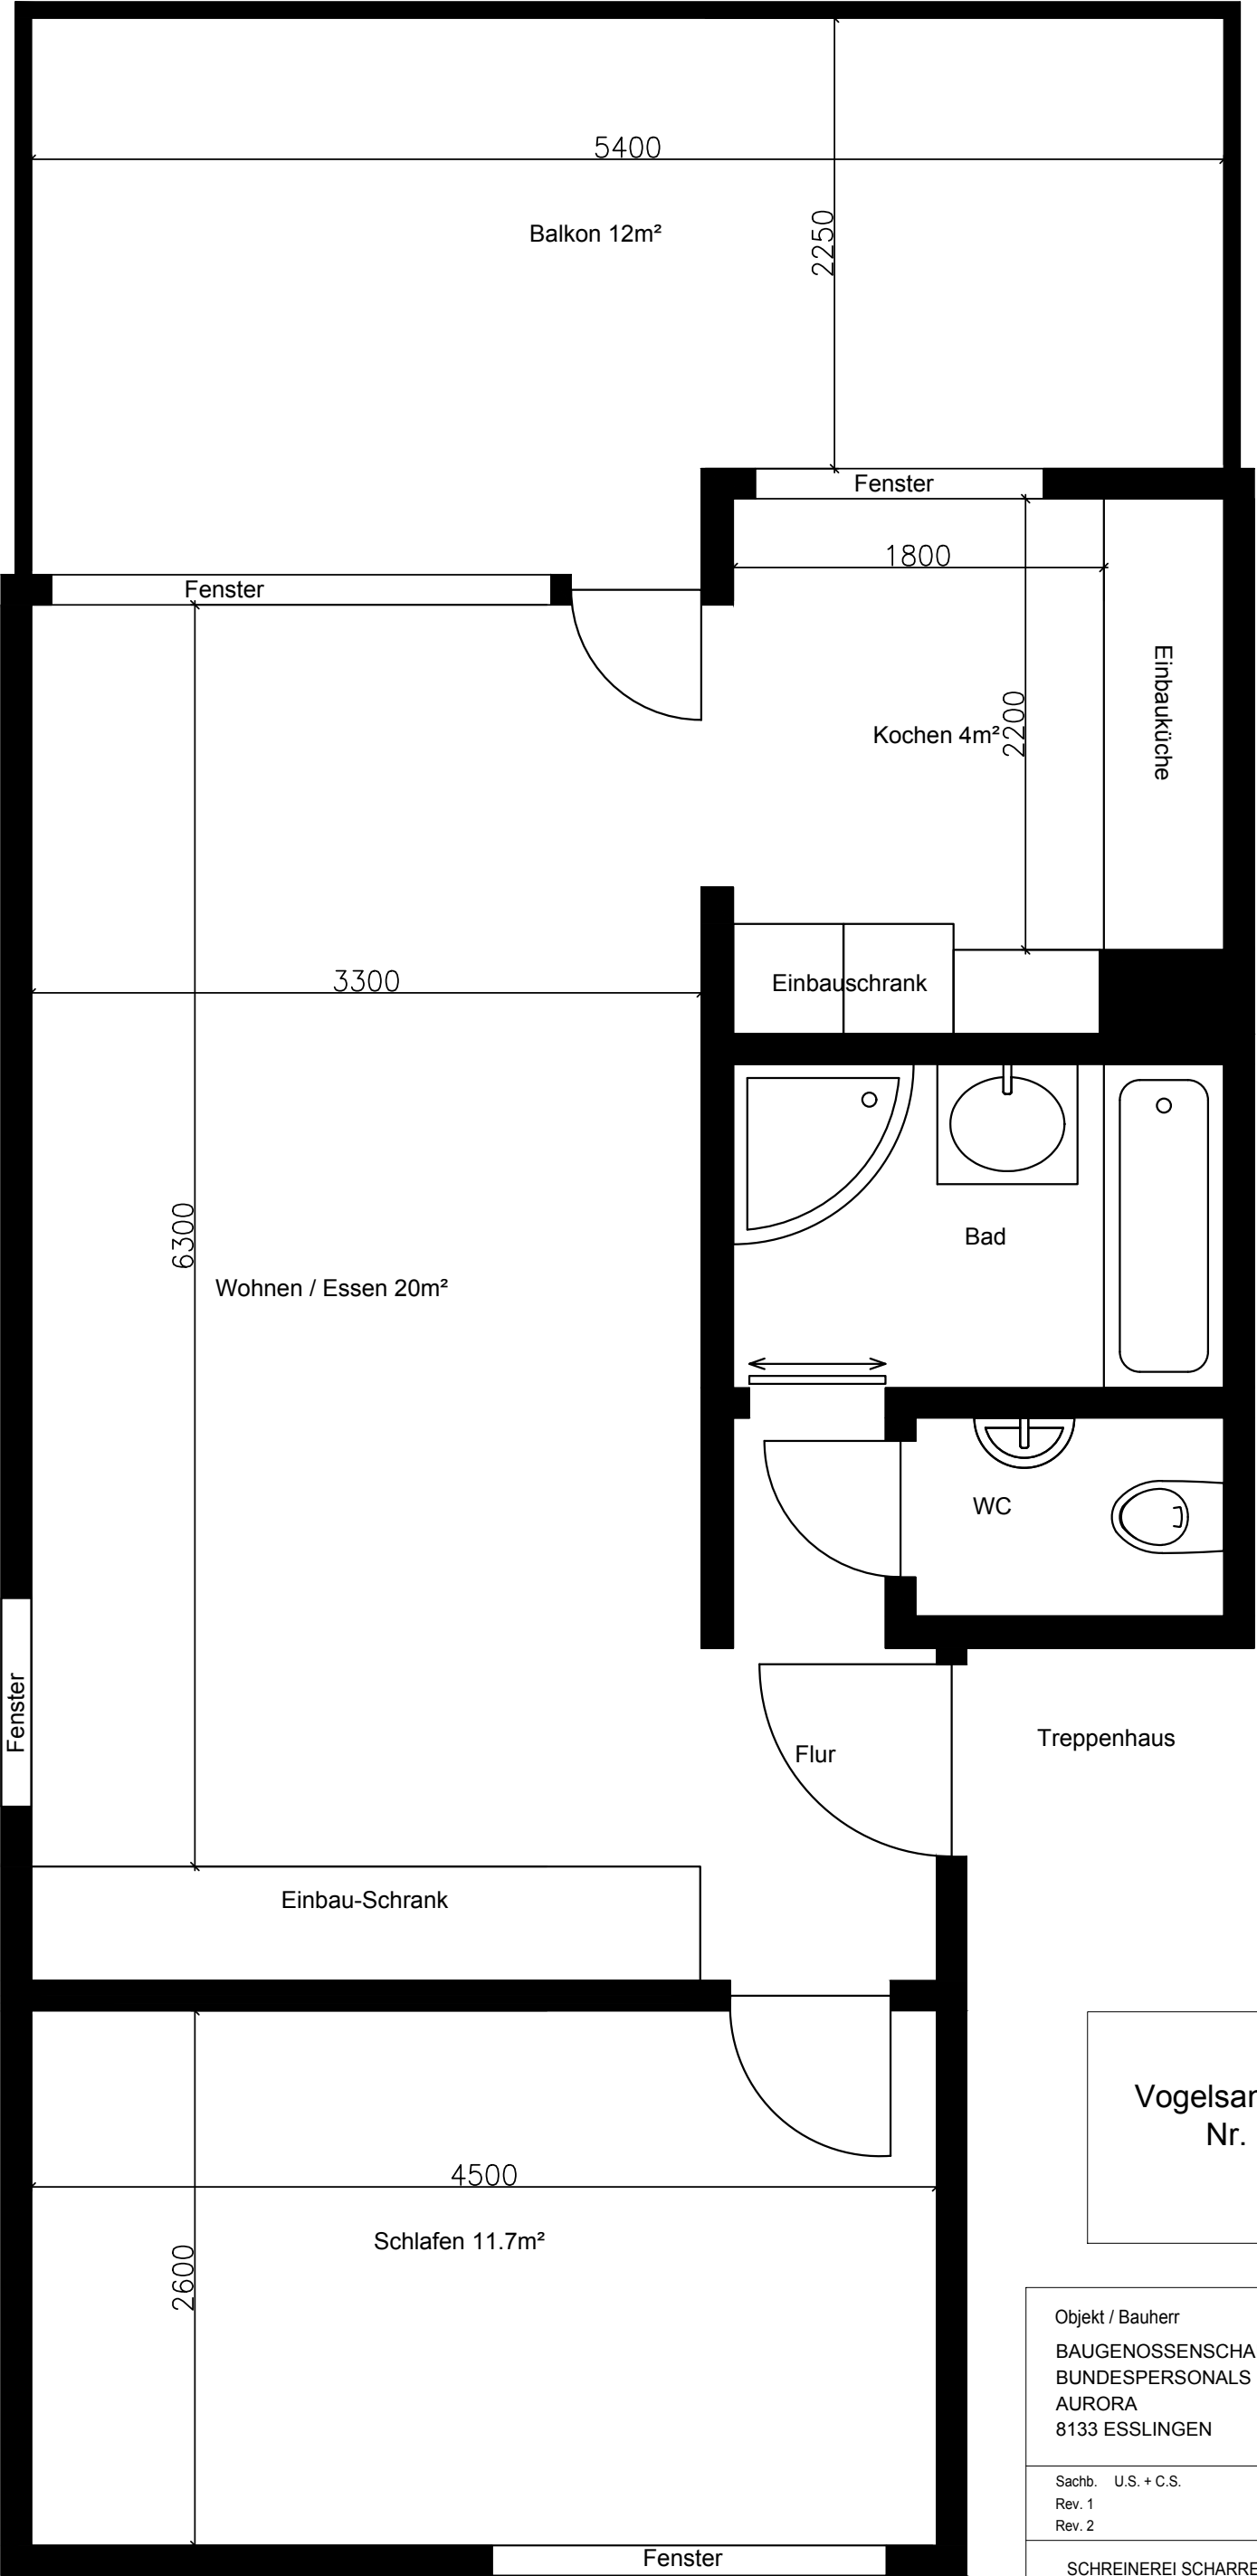 5400
Balkon 12m²
2250
Fenster
1800
Fenster
Einbauküche
2200
Kochen 4m²
3300
Einbauschrank
6300
Bad
Wohnen / Essen 20m²
WC
Fenster
Treppenhaus
Flur
Einbau-Schrank
Nr.
4500
Schlafen 11.7m²
2600
Objekt / Bauherr
BUNDESPERSONALS
AURORA
8133 ESSLINGEN
Sachb. U.S. + C.S.
Rev. 1
Rev. 2
SCHREINEREI
Fenster